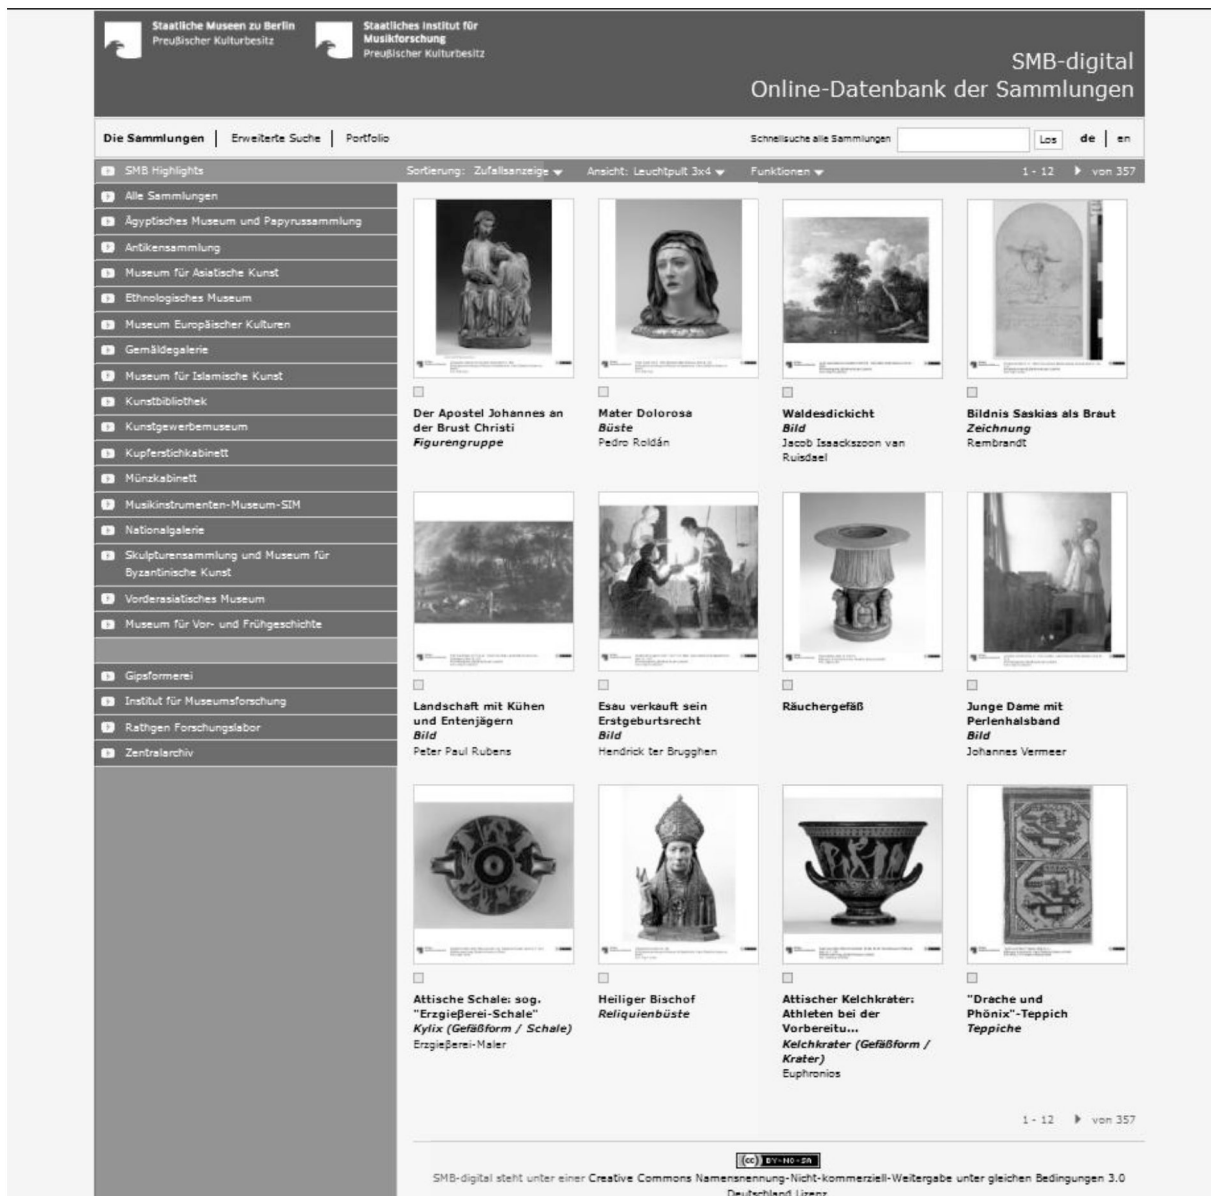 Staatliche Museen zu Berlin
Preußischer Kulturbesitz
Staatliches Institut für
Musikforschung
Preußischer Kulturbesitz
SMB-digital
Online-Datenbank der Sammlungen
Die Sammlungen | Erweiterte Suche | Portfolio
Schnellsuche alle Sammlungen
Los
de | en
SMB Highlights
Sortierung: Zufallsanzeige
Ansicht: Leuchtpult 3x4
Funktionen
1 - 12 von 357
Alle Sammlungen
Ägyptisches Museum und Papyrussammlung
Antikensammlung
Museum für Asiatische Kunst
Ethnologisches Museum
Museum Europäischer Kulturen
Gemäldegalerie
Museum für Islamische Kunst
Kunstbibliothek
Kunstgewerbemuseum
Kupferstichkabinett
Münzkabinett
Musikinstrumenten-Museum-SIM
Nationalgalerie
Skulpturensammlung und Museum für
Byzantinische Kunst
Vorderasiatisches Museum
Museum für Vor- und Frühgeschichte
Gipsformerei
Institut für Museumsforschung
Rathgen Forschungslabor
Zentralarchiv
Der Apostel Johannes an
der Brust Christi
Figurengruppe
Mater Dolorosa
Büste
Pedro Roldán
Waldesdickicht
Bild
Jacob Isaackszoon van
Ruisdael
Bildnis Saskias als Braut
Zeichnung
Rembrandt
Landschaft mit Kühen
und Entenjägern
Bild
Peter Paul Rubens
Esau verkauft sein
Erstgeburtsrecht
Bild
Hendrick ter Brugghen
Räuchergefäß
Junge Dame mit
Perlenhalsband
Bild
Johannes Vermeer
Attische Schale: sog.
"Erzgießerei-Schale"
Kylix (Gefäßform / Schale)
Erzgießerei-Maler
Heiliger Bischof
Reliquienbüste
Attischer Kelchkrater:
Athleten bei der
Vorbereitu...
Kelchkrater (Gefäßform /
Krater)
Euphronios
"Drache und
Phönix"-Teppich
Teppiche
1 - 12 von 357
(cc) BY-NC-SA
SMB-digital steht unter einer Creative Commons Namensnennung-Nicht-kommerziell-Weitergabe unter gleichen Bedingungen 3.0
Deutschland Lizenz